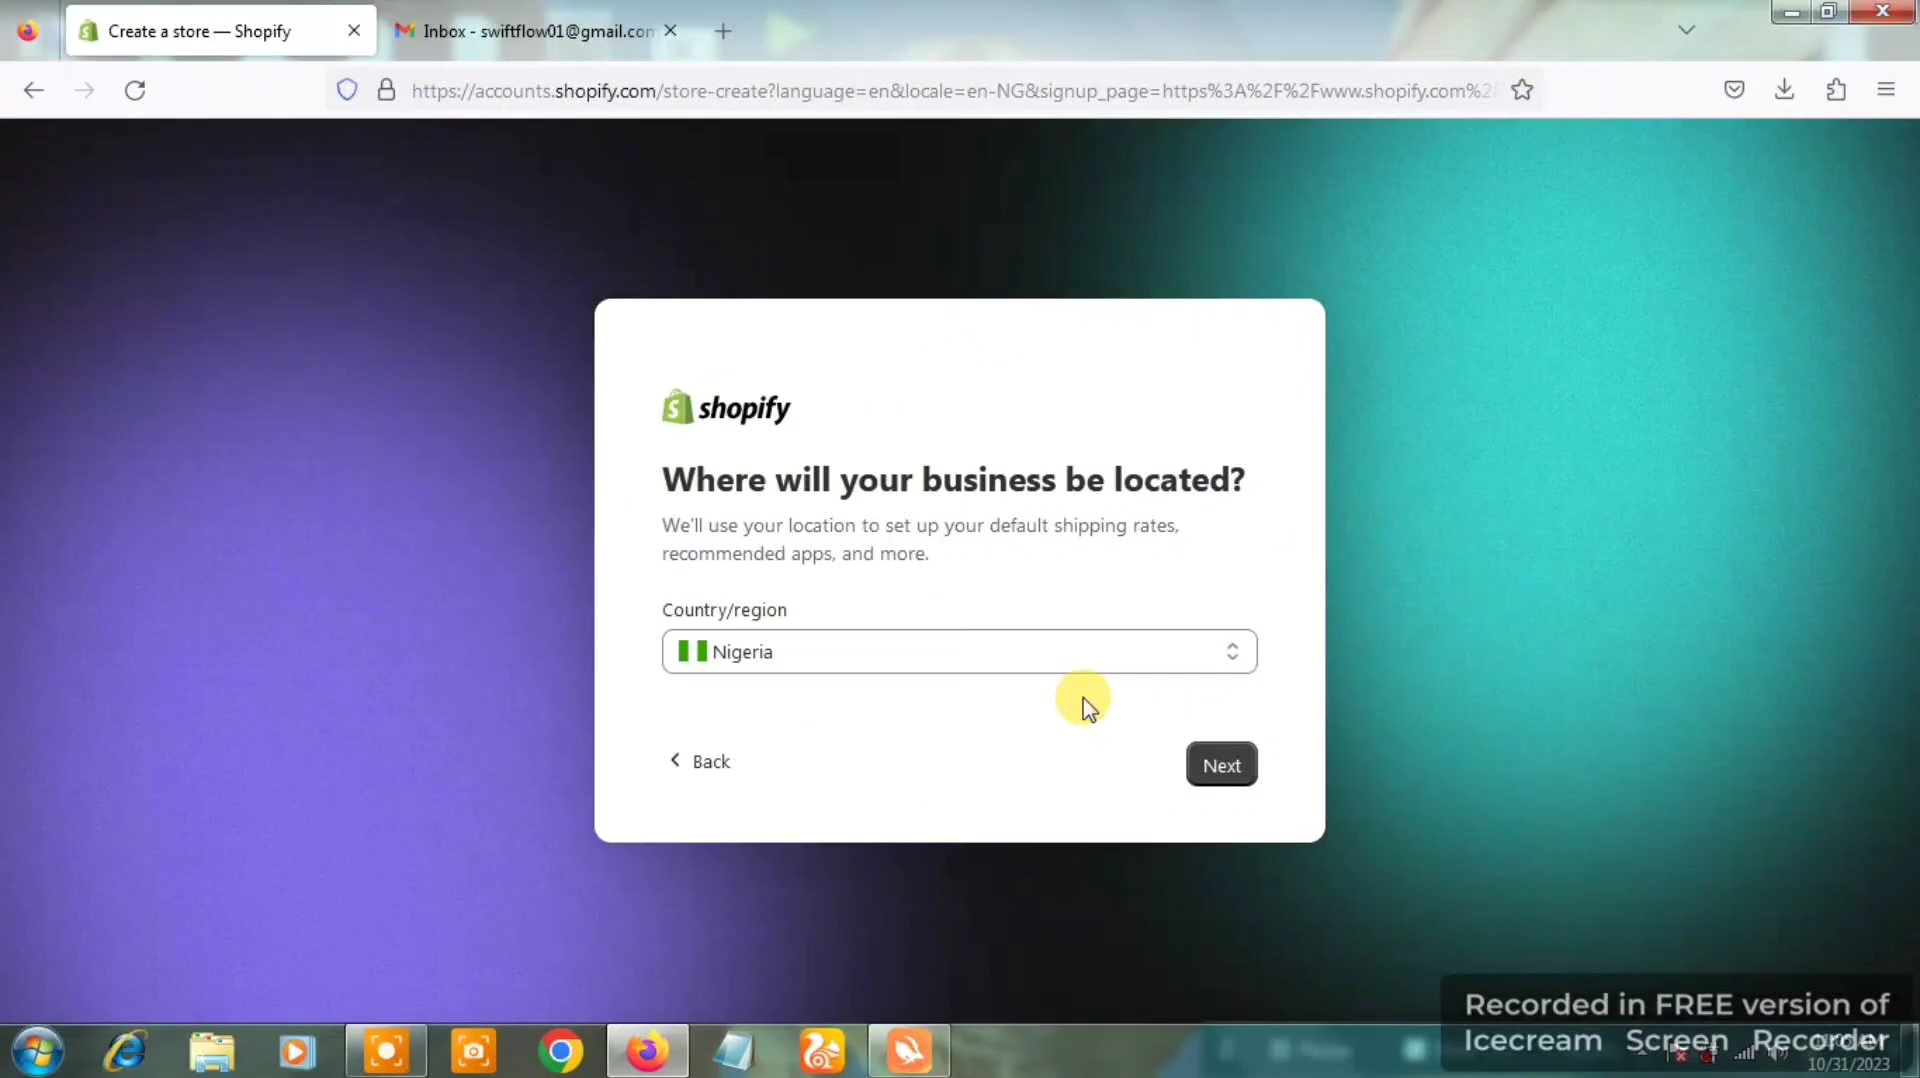 Create a store — Shopify
Inbox - swiftflow01@gmail.com
https://accounts.shopify.com/store-create?language=en&locale=en-NG&signup_page=https%3A%2F%2Fwww.shopify.com%2F
shopify
Where will your business be located?
We'll use your location to set up your default shipping rates,
recommended apps, and more.
Country/region
Nigeria
Back
Next
Recorded in FREE version of
Icecream Screen Recorder
10/31/2023